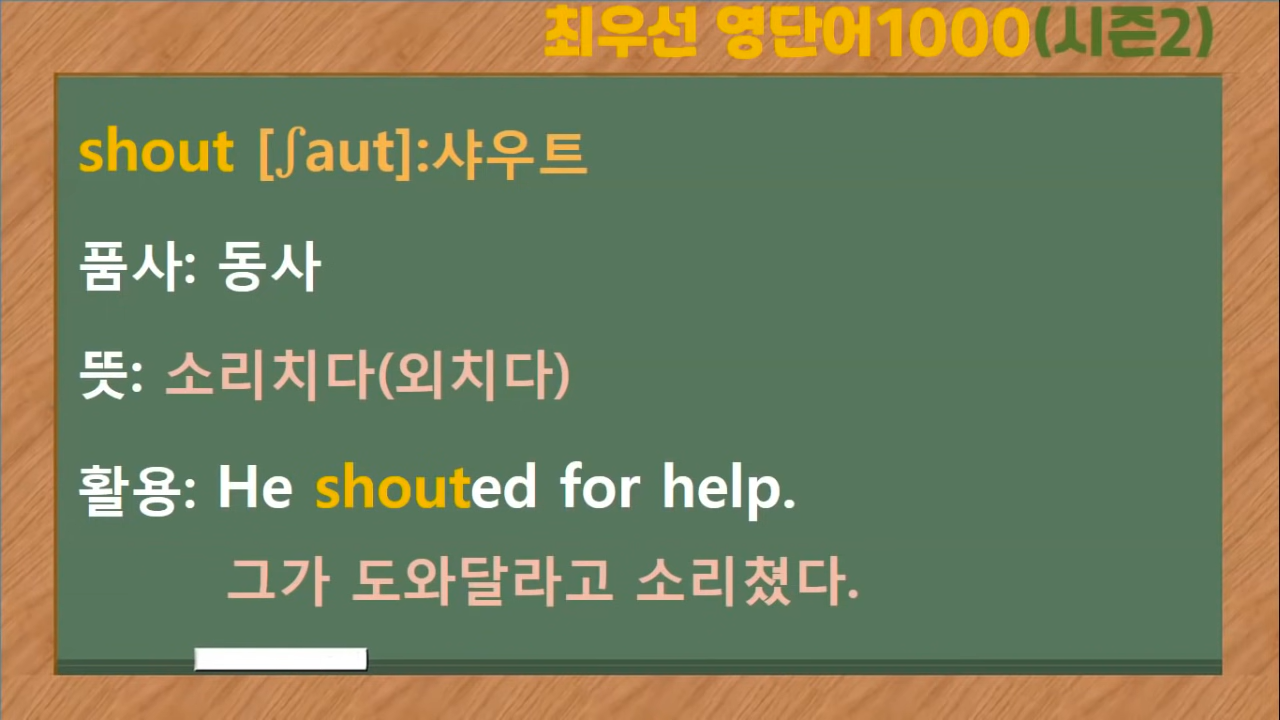 최우선 영단어1000(시즌2)
shout [ʃaut]:샤우트
품사: 동사
뜻: 소리치다(외치다)
활용: He shouted for help.
그가 도와달라고 소리쳤다.